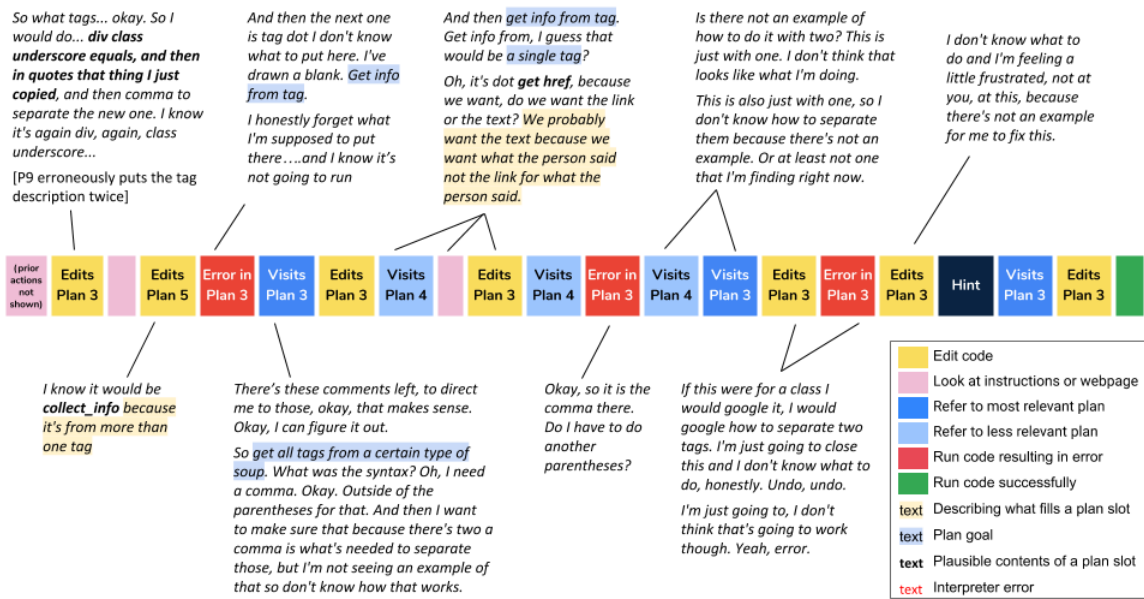 So what tags... okay. So I
would do... div class
underscore equals, and then
in quotes that thing I just
copied, and then comma to
separate the new one. I know
it's again div, again, class
underscore...
[P9 erroneously puts the tag
description twice]
And then the next one
is tag dot I don't know
what to put here. I've
drawn a blank. Get info
from tag.
I honestly forget what
I'm supposed to put
there....and I know it's
not going to run
And then get info from tag.
Get info from, I guess that
would be a single tag?
Oh, it's dot get href, because
we want, do we want the link
or the text? We probably
want the text because we
want what the person said
not the link for what the
person said.
Is there not an example of
how to do it with two? This is
just with one. I don't think that
looks like what I'm doing.
This is also just with one, so I
don't know how to separate
them because there's not an
example. Or at least not one
that I'm finding right now.
I don't know what to
do and I'm feeling a
little frustrated, not at
you, at this, because
there's not an example
for me to fix this.
(prior
actions
not
shown)
Edits
Plan 3
Edits
Plan 5
Error in
Plan 3
Visits
Plan 3
Edits
Plan 3
Visits
Plan 4
Edits
Plan 3
Visits
Plan 4
Error in
Plan 3
Visits
Plan 4
Visits
Plan 3
Edits
Plan 3
Error in
Plan 3
Edits
Plan 3
Hint
Visits
Plan 3
Edits
Plan 3
I know it would be
collect_info because
it's from more than
one tag
There's these comments left, to direct
me to those, okay, that makes sense.
Okay, I can figure it out.
So get all tags from a certain type of
soup. What was the syntax? Oh, I need
a comma. Okay. Outside of the
parentheses for that. And then I want
to make sure that because there's two a
comma is what's needed to separate
those, but I'm not seeing an example of
that so don't know how that works.
Okay, so it is the
comma there.
Do I have to do
another
parentheses?
If this were for a class I
would google it, I would
google how to separate two
tags. I'm just going to close
this and I don't know what to
do, honestly. Undo, undo.
I'm just going to, I don't
think that's going to work
though. Yeah, error.
Edit code
Look at instructions or webpage
Refer to most relevant plan
Refer to less relevant plan
Run code resulting in error
Run code successfully
text Describing what fills a plan slot
text Plan goal
text Plausible contents of a plan slot
text Interpreter error